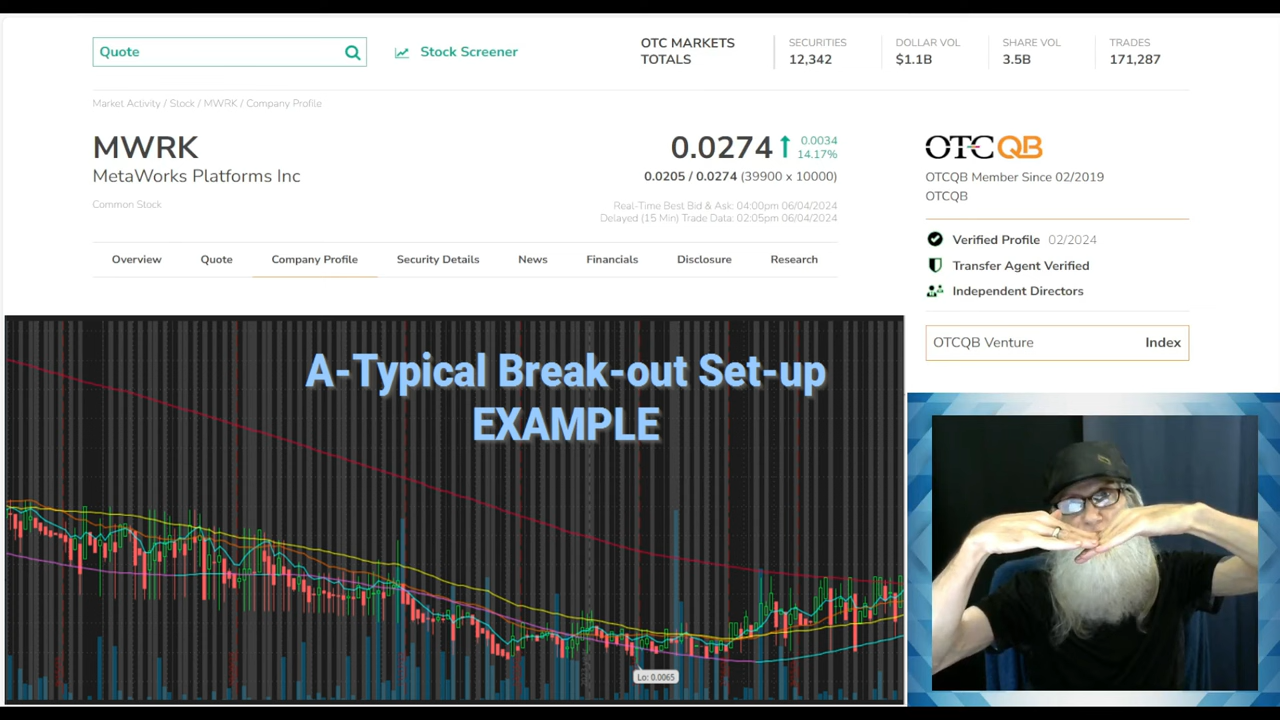 Quote
Stock Screener
OTC MARKETS
TOTALS
SECURITIES
12,342
DOLLAR VOL
$1.1B
SHARE VOL
3.5B
TRADES
171,287
Market Activity / Stock / MWRK / Company Profile
MWRK
MetaWorks Platforms Inc
Common Stock
0.0274
0.0034
14.17%
0.0205 / 0.0274 (39900 x 10000)
Real-Time Best Bid & Ask: 04:00pm 06/04/2024
Delayed (15 Min) Trade Data: 02:05pm 06/04/2024
OTCQB
OTCQB Member Since 02/2019
OTCQB
Verified Profile 02/2024
Transfer Agent Verified
Independent Directors
OTCQB Venture Index
Overview Quote Company Profile Security Details News Financials Disclosure Research
A-Typical Break-out Set-up
EXAMPLE
Lo: 0.0065